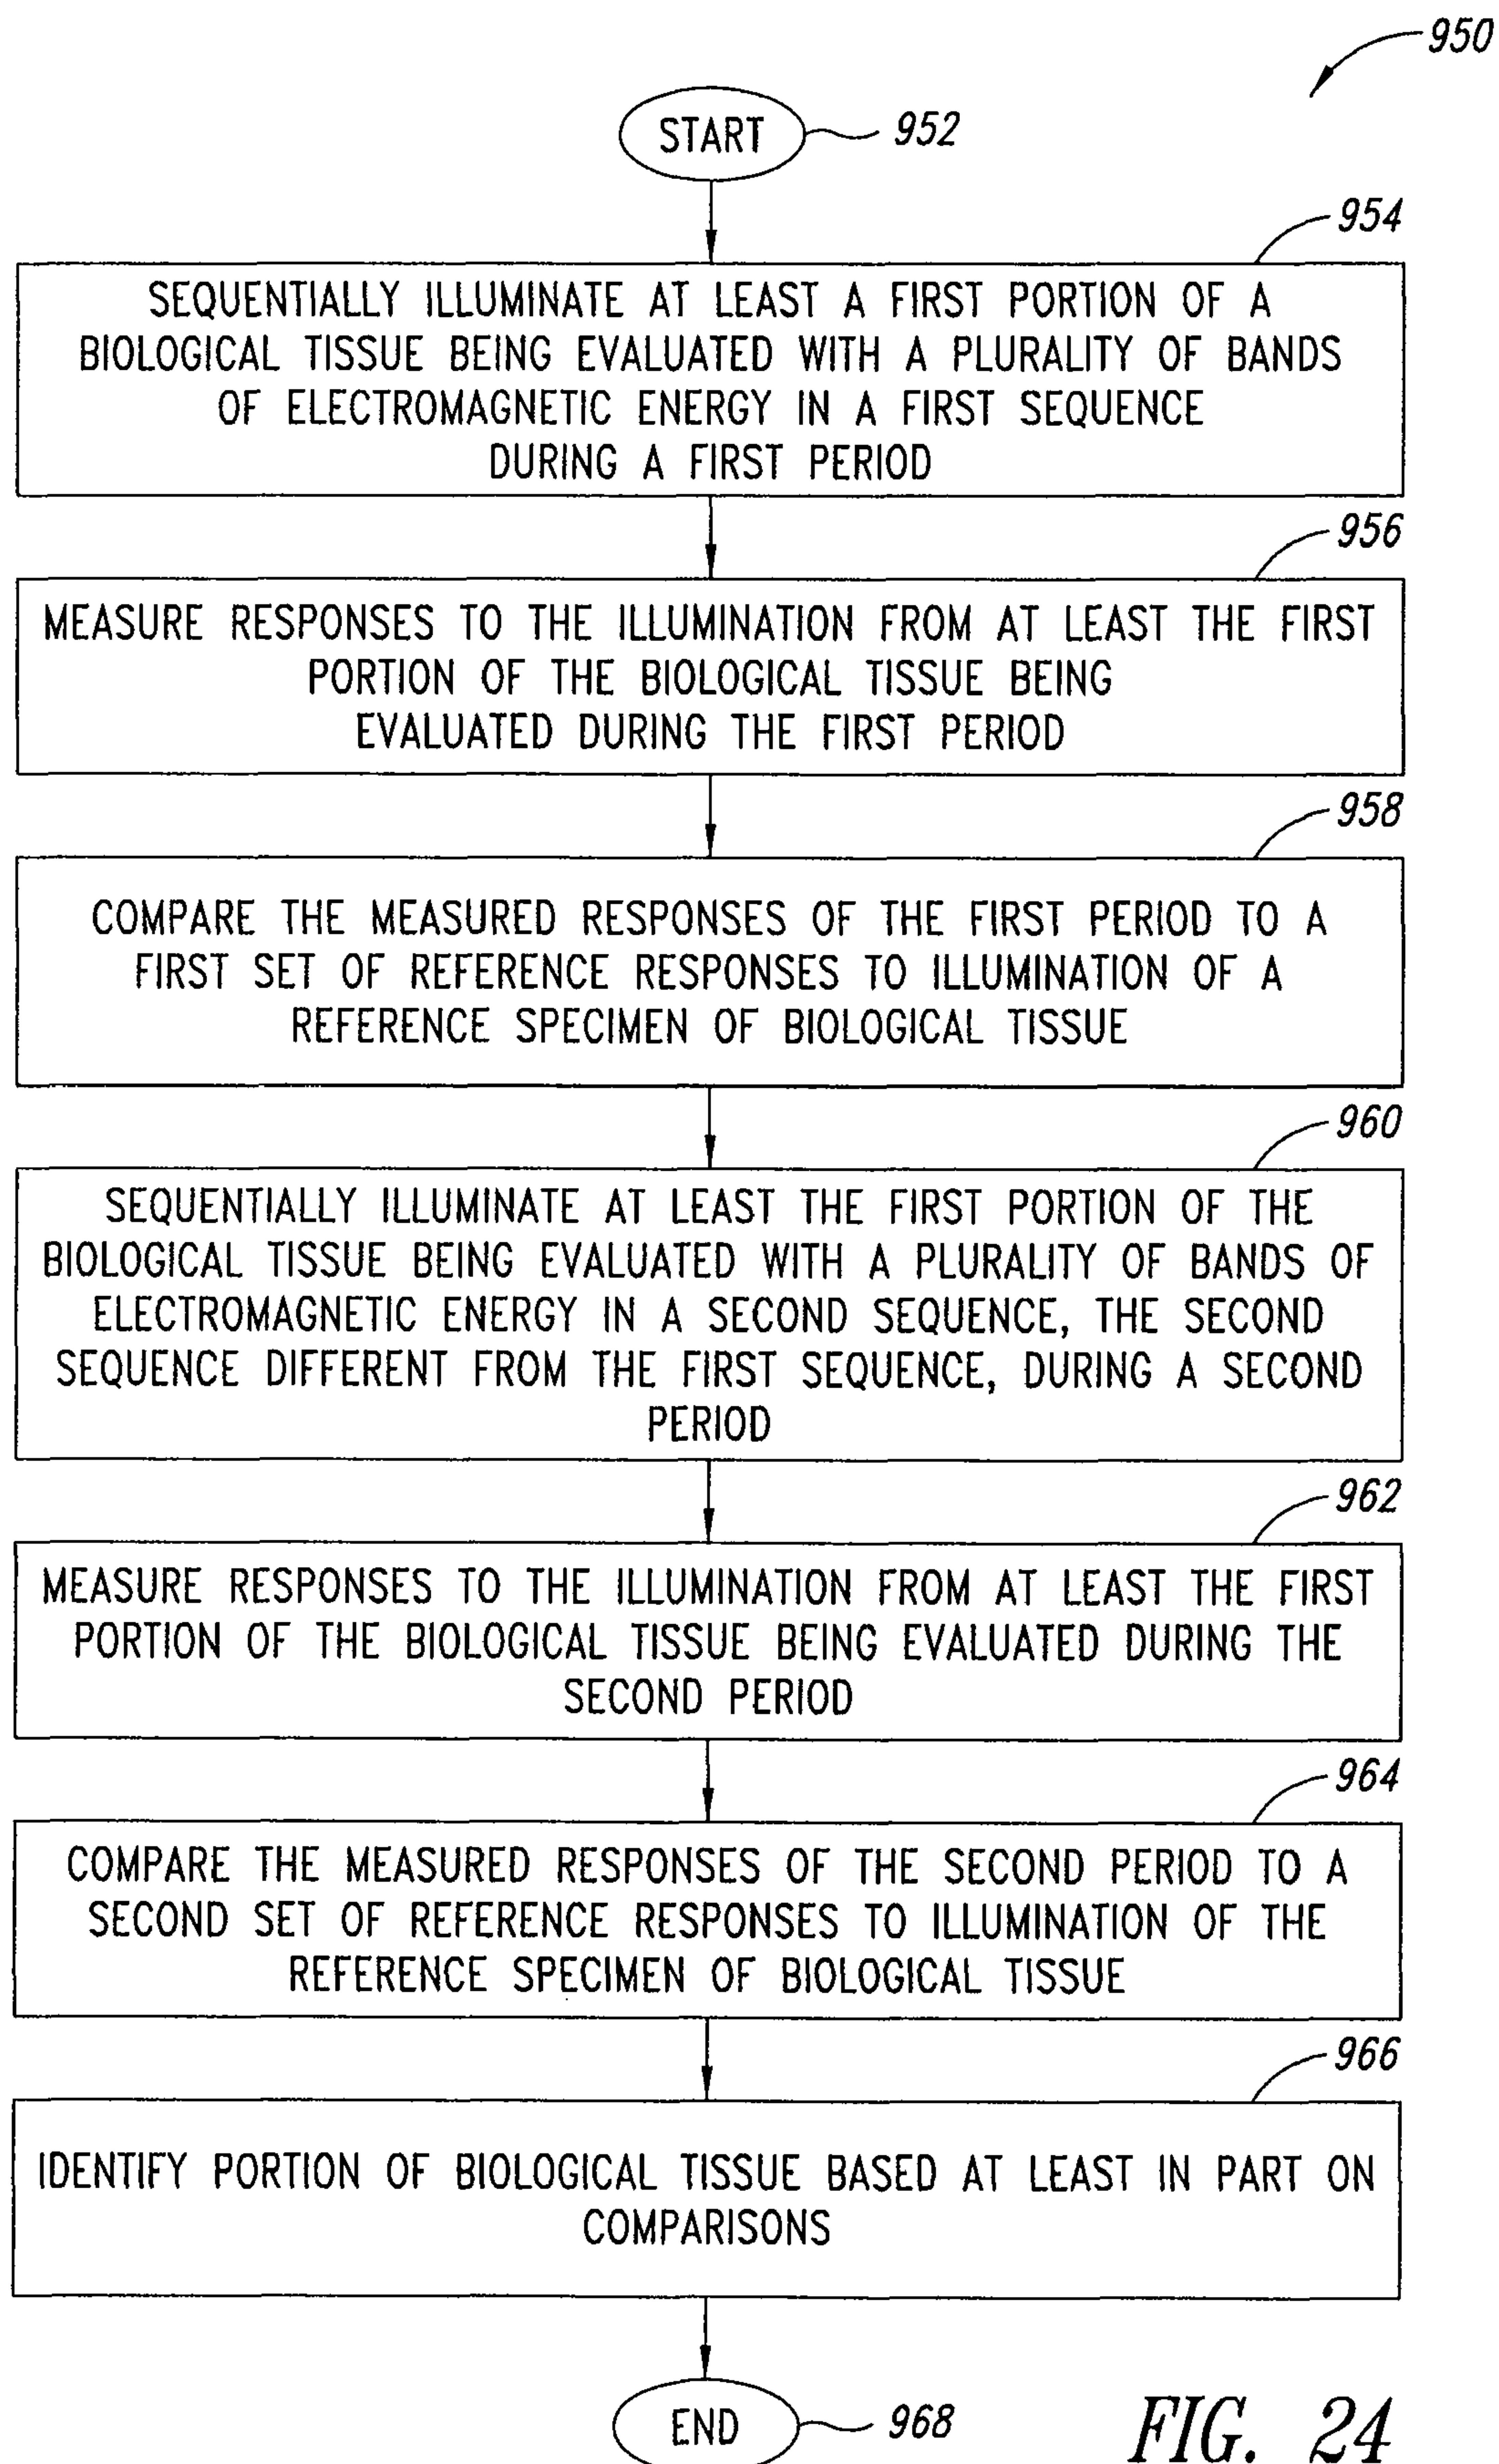 950
START
952
954
SEQUENTIALLY ILLUMINATE AT LEAST A FIRST PORTION OF A
BIOLOGICAL TISSUE BEING EVALUATED WITH A PLURALITY OF BANDS
OF ELECTROMAGNETIC ENERGY IN A FIRST SEQUENCE
DURING A FIRST PERIOD
956
MEASURE RESPONSES TO THE ILLUMINATION FROM AT LEAST THE FIRST
PORTION OF THE BIOLOGICAL TISSUE BEING
EVALUATED DURING THE FIRST PERIOD
958
COMPARE THE MEASURED RESPONSES OF THE FIRST PERIOD TO A
FIRST SET OF REFERENCE RESPONSES TO ILLUMINATION OF A
REFERENCE SPECIMEN OF BIOLOGICAL TISSUE
960
SEQUENTIALLY ILLUMINATE AT LEAST THE FIRST PORTION OF THE
BIOLOGICAL TISSUE BEING EVALUATED WITH A PLURALITY OF BANDS OF
ELECTROMAGNETIC ENERGY IN A SECOND SEQUENCE, THE SECOND
SEQUENCE DIFFERENT FROM THE FIRST SEQUENCE, DURING A SECOND
PERIOD
962
MEASURE RESPONSES TO THE ILLUMINATION FROM AT LEAST THE FIRST
PORTION OF THE BIOLOGICAL TISSUE BEING EVALUATED DURING THE
SECOND PERIOD
964
COMPARE THE MEASURED RESPONSES OF THE SECOND PERIOD TO A
SECOND SET OF REFERENCE RESPONSES TO ILLUMINATION OF THE
REFERENCE SPECIMEN OF BIOLOGICAL TISSUE
966
IDENTIFY PORTION OF BIOLOGICAL TISSUE BASED AT LEAST IN PART ON
COMPARISONS
END
968
FIG. 24